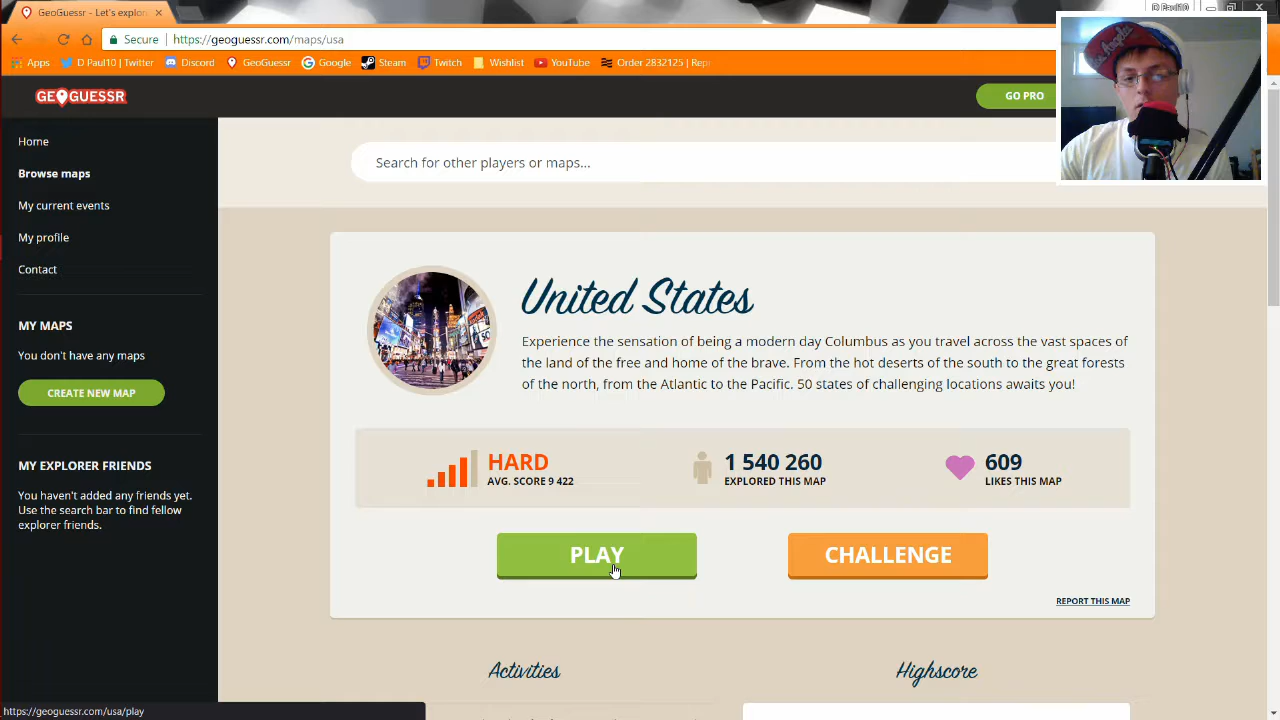 GeoGuessr - Let's explor
D Paul10
Secure
https://geoguessr.com/maps/usa
Apps
D Paul10 | Twitter
Discord
GeoGuessr
Google
Steam
Twitch
Wishlist
YouTube
Order 2832125 | Rep
GEOGUESSR
GO PRO
Home
Browse maps
My current events
My profile
Contact
MY MAPS
You don't have any maps
CREATE NEW MAP
MY EXPLORER FRIENDS
You haven't added any friends yet.
Use the search bar to find fellow
explorer friends.
Search for other players or maps...
United States
Experience the sensation of being a modern day Columbus as you travel across the vast spaces of
the land of the free and home of the brave. From the hot deserts of the south to the great forests
of the north, from the Atlantic to the Pacific. 50 states of challenging locations awaits you!
HARD
AVG. SCORE 9 422
1 540 260
EXPLORED THIS MAP
609
LIKES THIS MAP
PLAY
CHALLENGE
REPORT THIS MAP
Activities
Highscore
https://geoguessr.com/usa/play